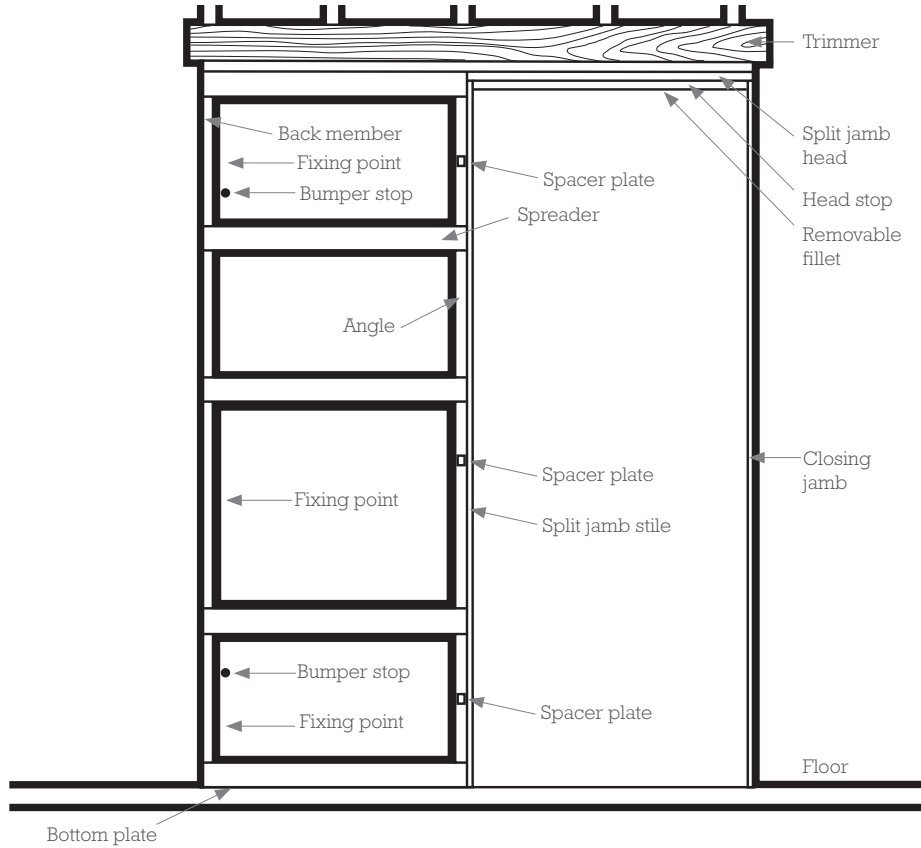 Trimmer
Back member
Split jamb
head
Fixing point
Spacer plate
Bumper stop
Head stop
Spreader
Removable
fillet
Angle
Closing
jamb
Spacer plate
Fixing point
Split jamb stile
Bumper stop
Spacer plate
Fixing point
Floor
Bottom plate